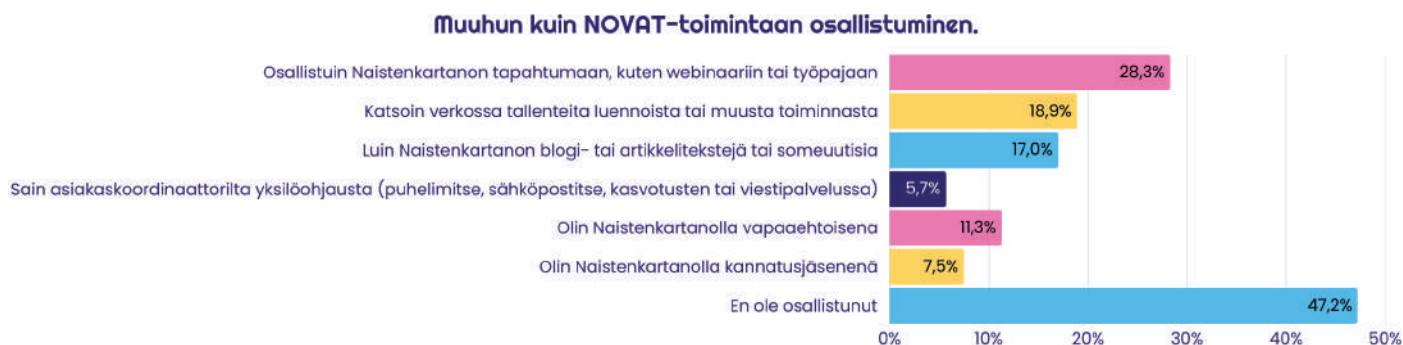 Muuhun kuin NOVAT-toimintaan osallistuminen.
Osallistuin Naistenkartanon tapahtumaan, kuten webinaariin tai työpajaan 28,3%
Katsoin verkossa tallenteita luennoista tai muusta toiminnasta 18,9%
Luin Naistenkartanon blogi- tai artikkelitekstejä tai someuutisia 17,0%
Sain asiakaskoordinaattorilta yksilöohjausta (puhelimitse, sähköpostitse, kasvotusten tai viestipalvelussa) 5,7%
Olin Naistenkartanolla vapaaehtoisena 11,3%
Olin Naistenkartanolla kannatusjäsenenä 7,5%
En ole osallistunut 47,2%
0% 10% 20% 30% 40% 50%